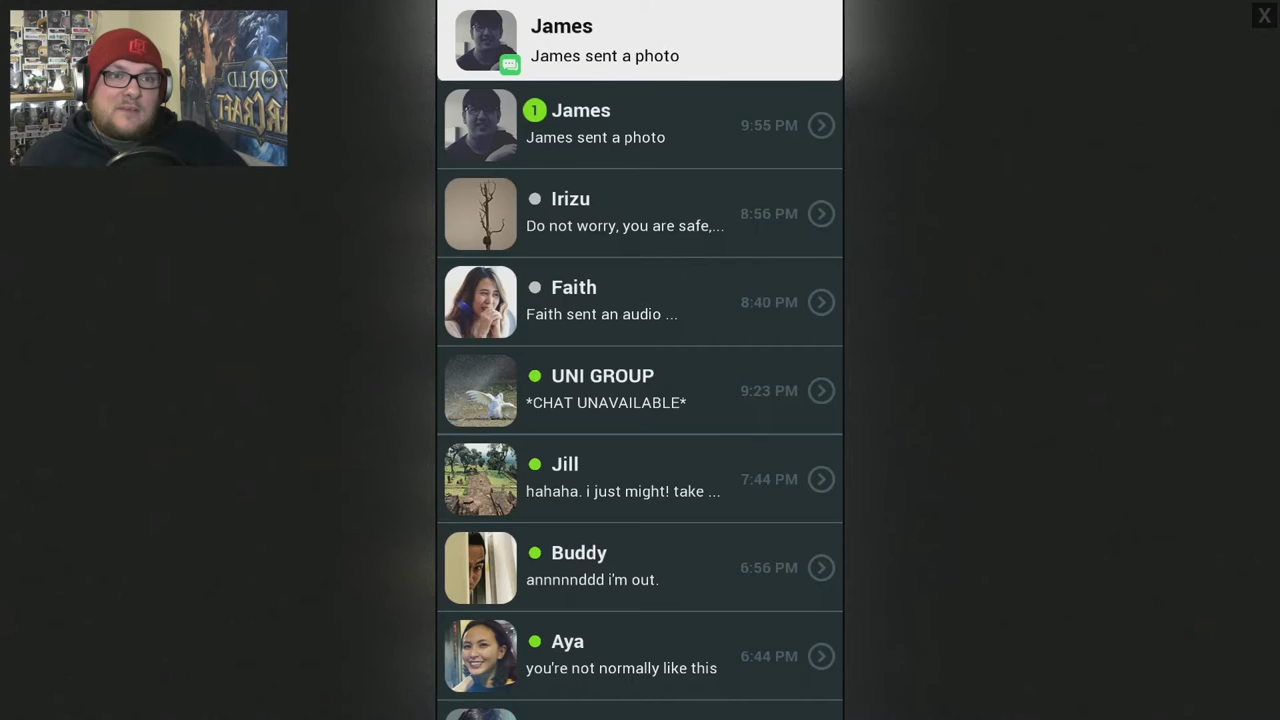 X
WORLD
OF
WARCRAFT
James
James sent a photo
1 James
James sent a photo
9:55 PM
Irizu
Do not worry, you are safe,...
8:56 PM
Faith
Faith sent an audio ...
8:40 PM
UNI GROUP
*CHAT UNAVAILABLE*
9:23 PM
Jill
hahaha. i just might! take ...
7:44 PM
Buddy
annnnnddd i'm out.
6:56 PM
Aya
you're not normally like this
6:44 PM